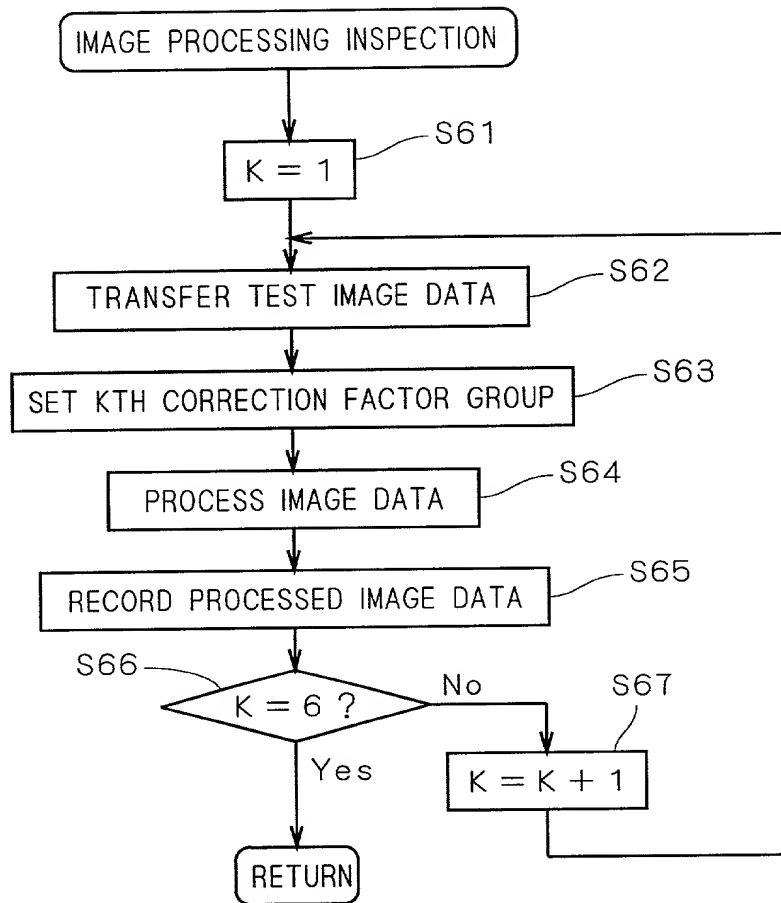 IMAGE PROCESSING INSPECTION
S61
K = 1
S62
TRANSFER TEST IMAGE DATA
S63
SET KTH CORRECTION FACTOR GROUP
S64
PROCESS IMAGE DATA
S65
RECORD PROCESSED IMAGE DATA
S66
K = 6 ?
No
S67
K = K + 1
Yes
RETURN